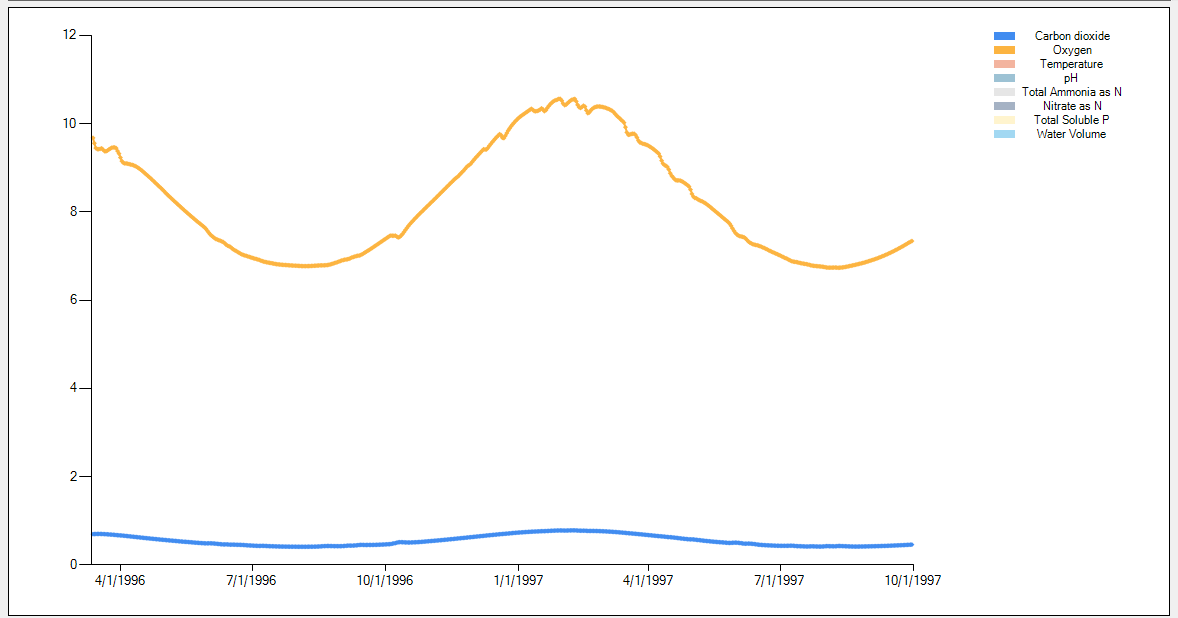 12
10
8
6
4
2
0
4/1/1996 7/1/1996 10/1/1996 1/1/1997 4/1/1997 7/1/1997 10/1/1997
Carbon dioxide
Oxygen
Temperature
pH
Total Ammonia as N
Nitrate as N
Total Soluble P
Water Volume